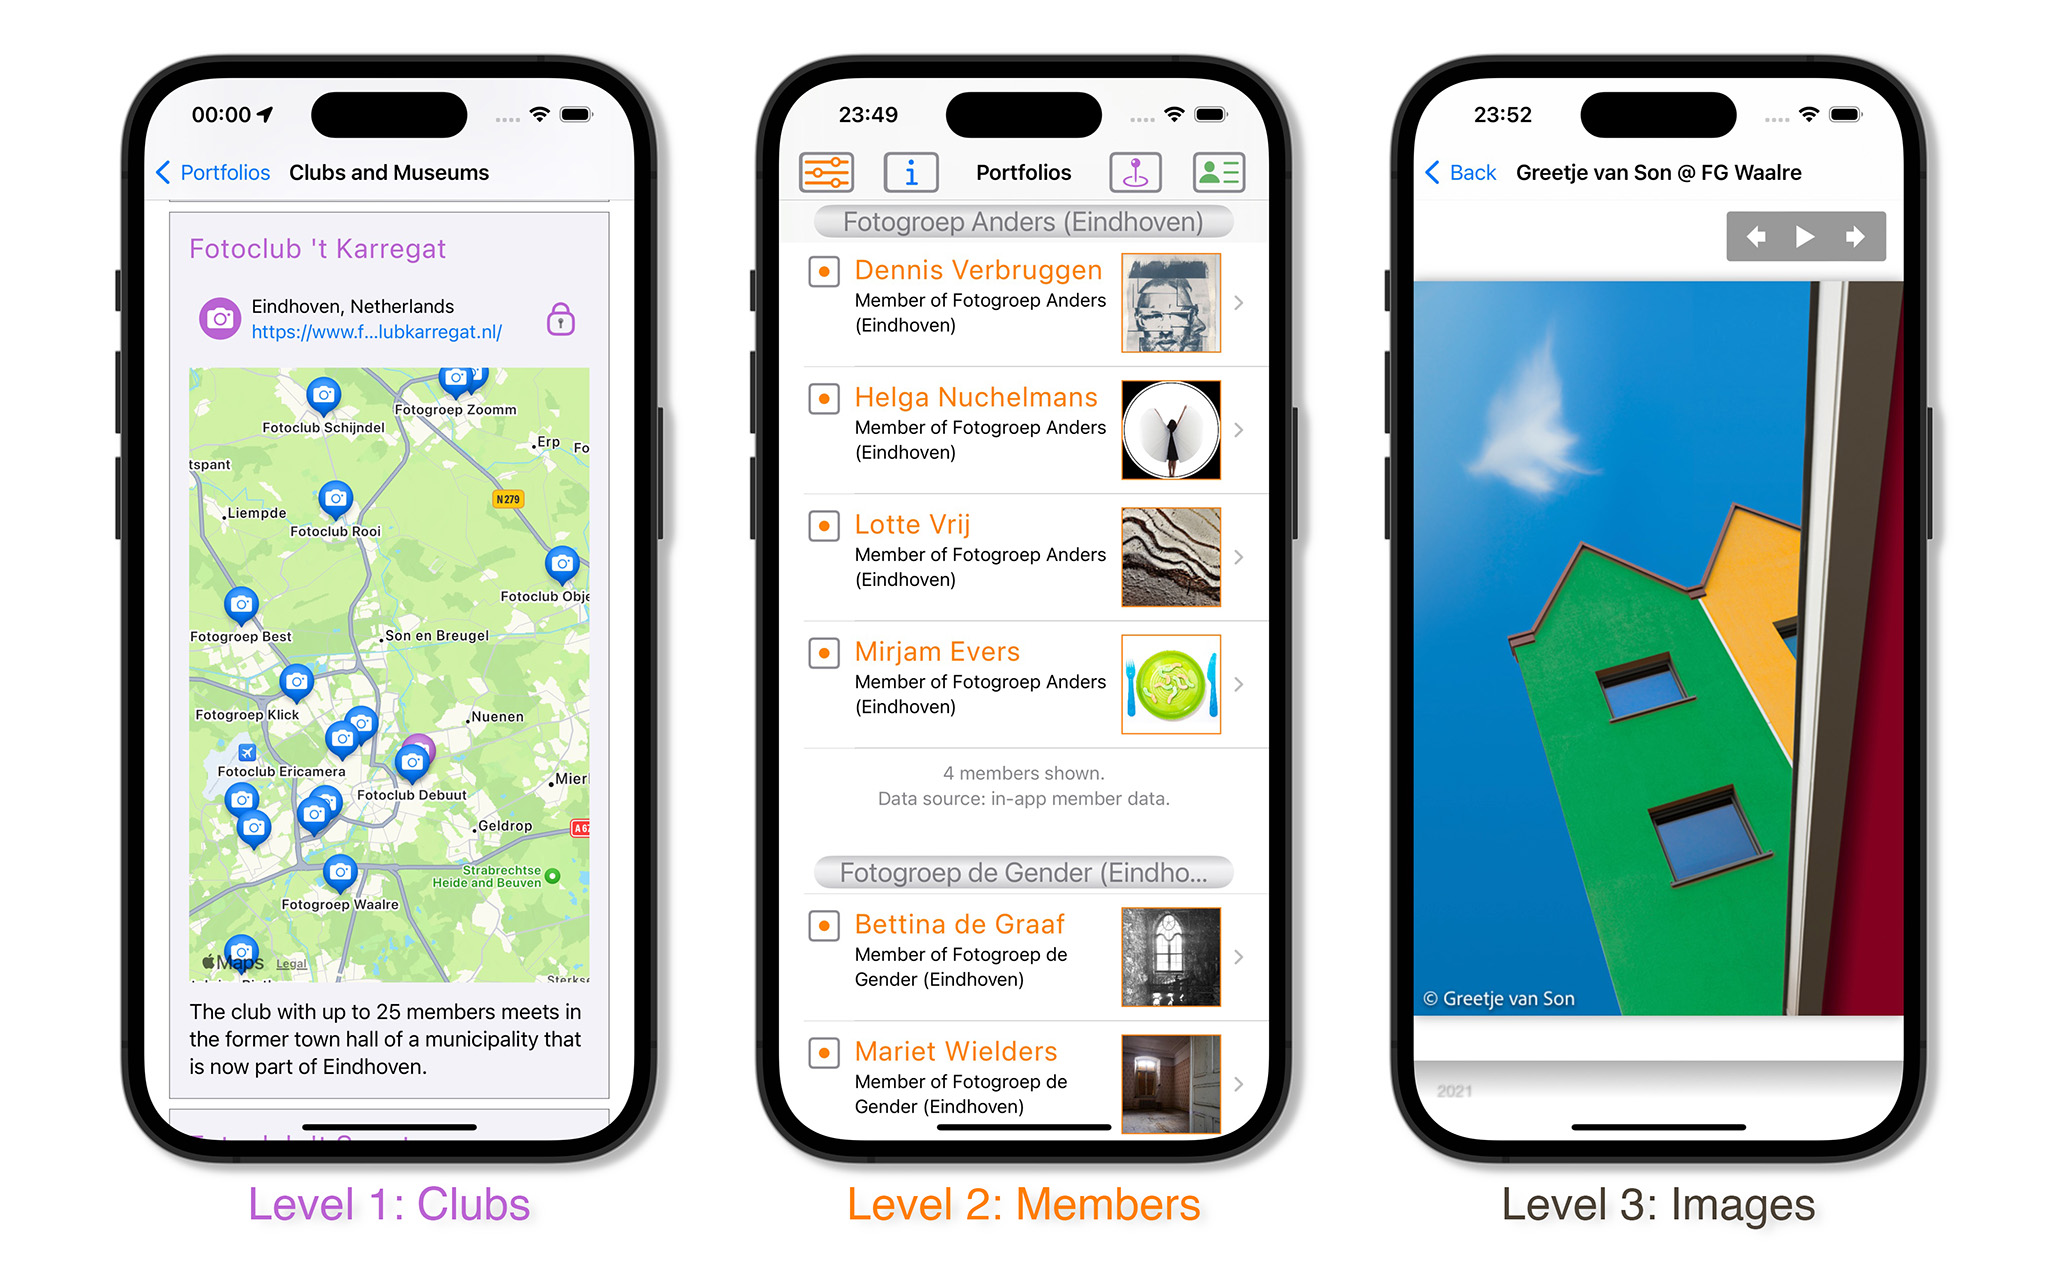 00:00
Portfolios Clubs and Museums
Fotoclub 't Karregat
Eindhoven, Netherlands
https://www.f...lubkarregat.nl/
Fotogroep Zoomm
Fotoclub Schijndel
Erp
Fo
tspant
N279
Liempde
Fotoclub Rooi
Fotoclub Obje
Fotogroep Best
Son en Breugel
Fotogroep Klick
Nuenen
Fotoclub Ericamera
Mierl
Fotoclub Debuut
Geldrop
A67
Strabrechtse
Heide and Beuven
Fotogroep Waalre
Maps Legal
Sterkse
The club with up to 25 members meets in
the former town hall of a municipality that
is now part of Eindhoven.
Level 1: Clubs
23:49
Portfolios
Fotogroep Anders (Eindhoven)
Dennis Verbruggen
Member of Fotogroep Anders
(Eindhoven)
Helga Nuchelmans
Member of Fotogroep Anders
(Eindhoven)
Lotte Vrij
Member of Fotogroep Anders
(Eindhoven)
Mirjam Evers
Member of Fotogroep Anders
(Eindhoven)
4 members shown.
Data source: in-app member data.
Fotogroep de Gender (Eindho...
Bettina de Graaf
Member of Fotogroep de
Gender (Eindhoven)
Mariet Wielders
Member of Fotogroep de
Gender (Eindhoven)
Level 2: Members
23:52
Back Greetje van Son @ FG Waalre
© Greetje van Son
2021
Level 3: Images